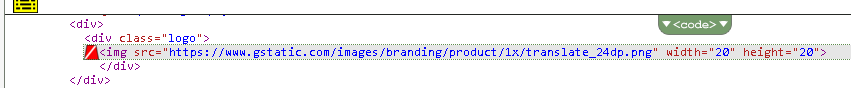 <div>
▼<code>▼
<div class="logo">
<img src="https://www.gstatic.com/images/branding/product/1x/translate_24dp.png" width="20" height="20">
</div>
</div>